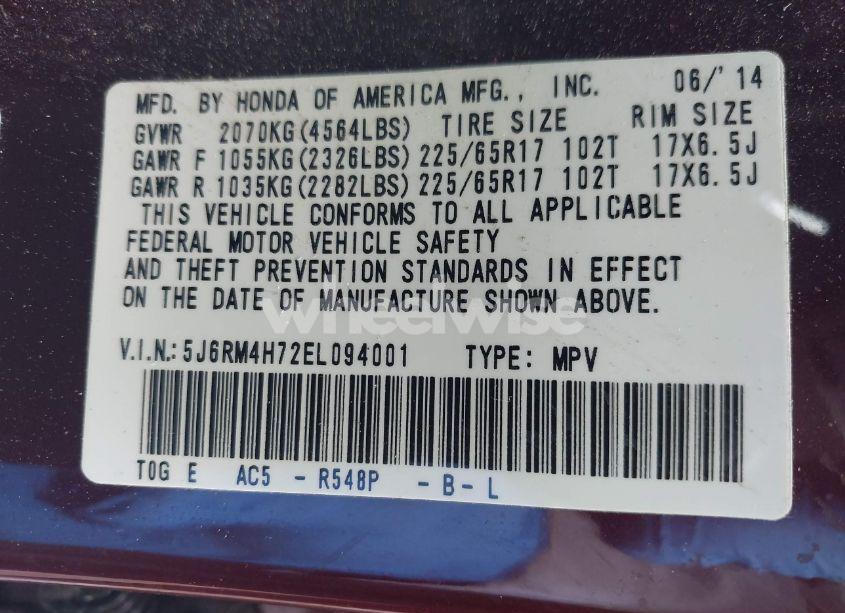 MFD. BY HONDA OF AMERICA MFG., INC. 06/'14
GVWR 2070KG(4564LBS) TIRE SIZE RIM SIZE
GAWR F 1055KG(2326LBS) 225/65R17 102T 17X6.5J
GAWR R 1035KG(2282LBS) 225/65R17 102T 17X6.5J
THIS VEHICLE CONFORMS TO ALL APPLICABLE
FEDERAL MOTOR VEHICLE SAFETY
AND THEFT PREVENTION STANDARDS IN EFFECT
ON THE DATE OF MANUFACTURE SHOWN ABOVE.
wheelwise
V.I.N.: 5J6RM4H72EL094001 TYPE: MPV
TOG E AC5 - R548P - B - L